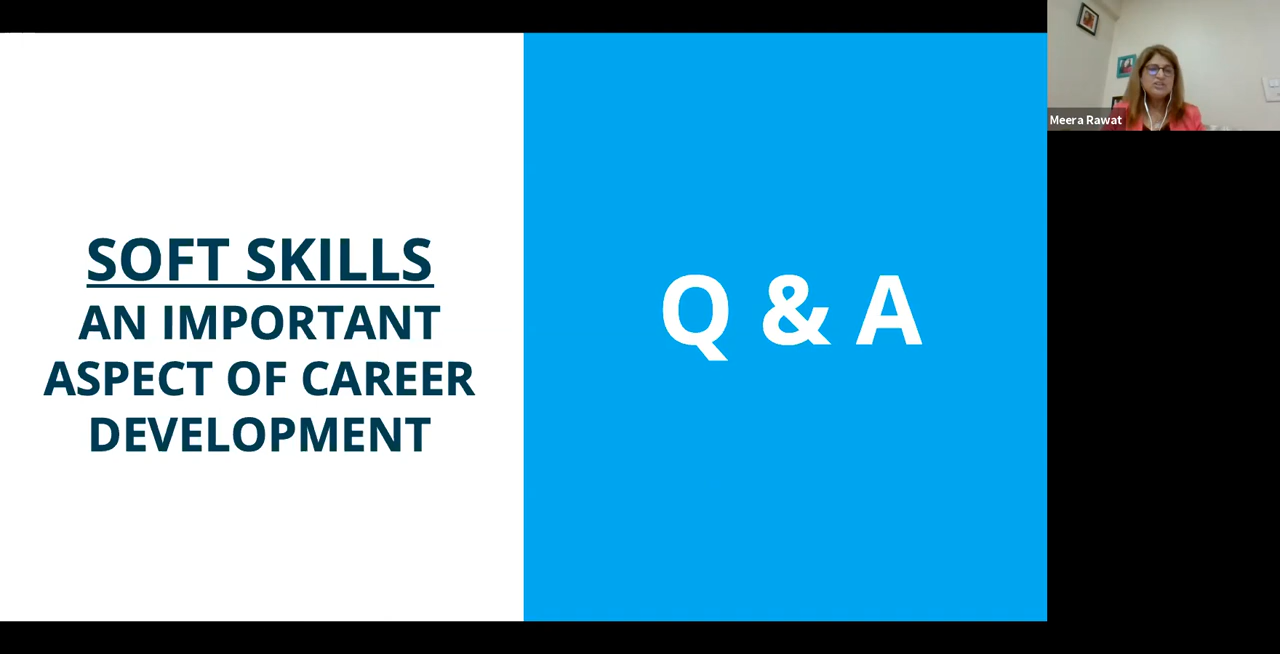 SOFT SKILLS
AN IMPORTANT
ASPECT OF CAREER
DEVELOPMENT
Q & A
Meera Rawat